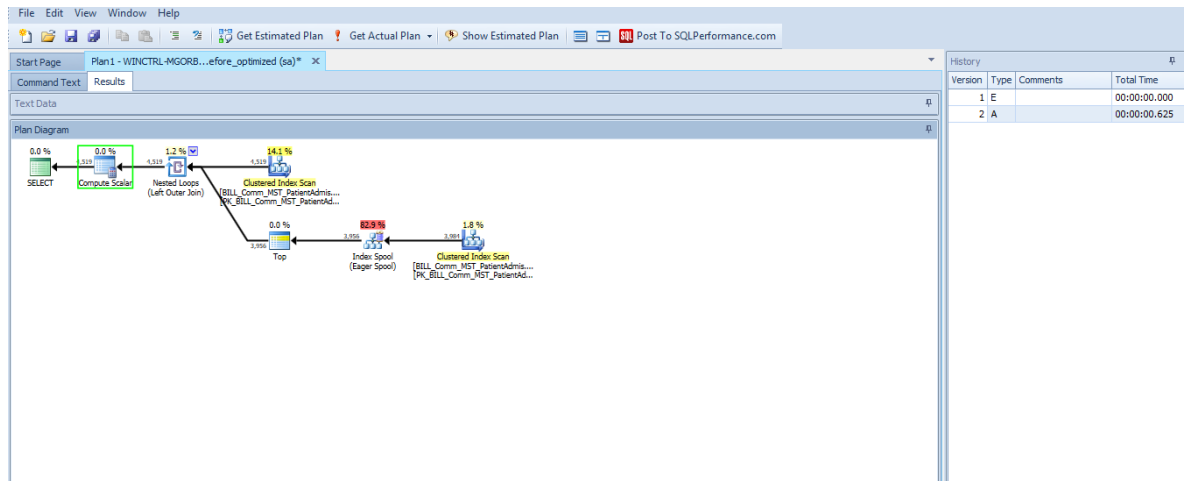 File Edit View Window Help
Get Estimated Plan Get Actual Plan Show Estimated Plan SQL Post To SQLPerformance.com
Start Page Plan1 - WINCTRL-MGORB...efore_optimized (sa)* X
Command Text Results
Text Data
Plan Diagram
0.0 % 0.0 % 1.2 % 14.1 %
4,519 4,519 4,519
SELECT Compute Scalar Nested Loops Clustered Index Scan
(Left Outer Join) [BILL_Comm_MST_PatientAdmis....
[PK_BILL_Comm_MST_PatientAd...
0.0 % 82.9 % 1.8 %
3,956 3,956 3,984
Top Index Spool Clustered Index Scan
(Eager Spool) [BILL_Comm_MST_PatientAdmis....
[PK_BILL_Comm_MST_PatientAd...
History
Version Type Comments Total Time
1 E 00:00:00.000
2 A 00:00:00.625